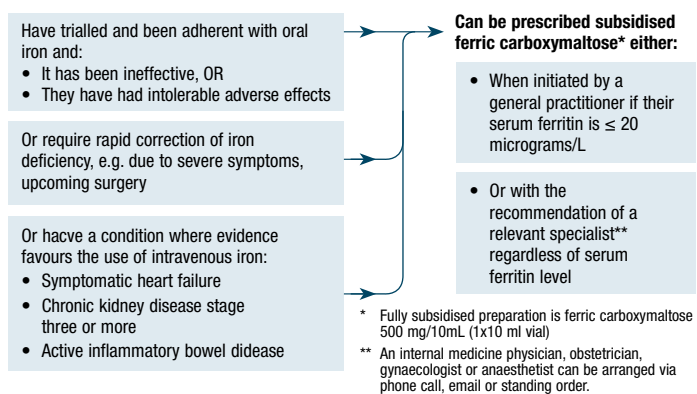 Have trialled and been adherent with oral
iron and:
• It has been ineffective, OR
• They have had intolerable adverse effects
Or require rapid correction of iron
deficiency, e.g. due to severe symptoms,
upcoming surgery
Or hacve a condition where evidence
favours the use of intravenous iron:
• Symptomatic heart failure
• Chronic kidney disease stage
three or more
• Active inflammatory bowel didease
Can be prescribed subsidised
ferric carboxymaltose* either:
• When initiated by a
general practitioner if their
serum ferritin is ≤ 20
micrograms/L
• Or with the
recommendation of a
relevant specialist**
regardless of serum
ferritin level
* Fully subsidised preparation is ferric carboxymaltose
500 mg/10mL (1x10 ml vial)
** An internal medicine physician, obstetrician,
gynaecologist or anaesthetist can be arranged via
phone call, email or standing order.